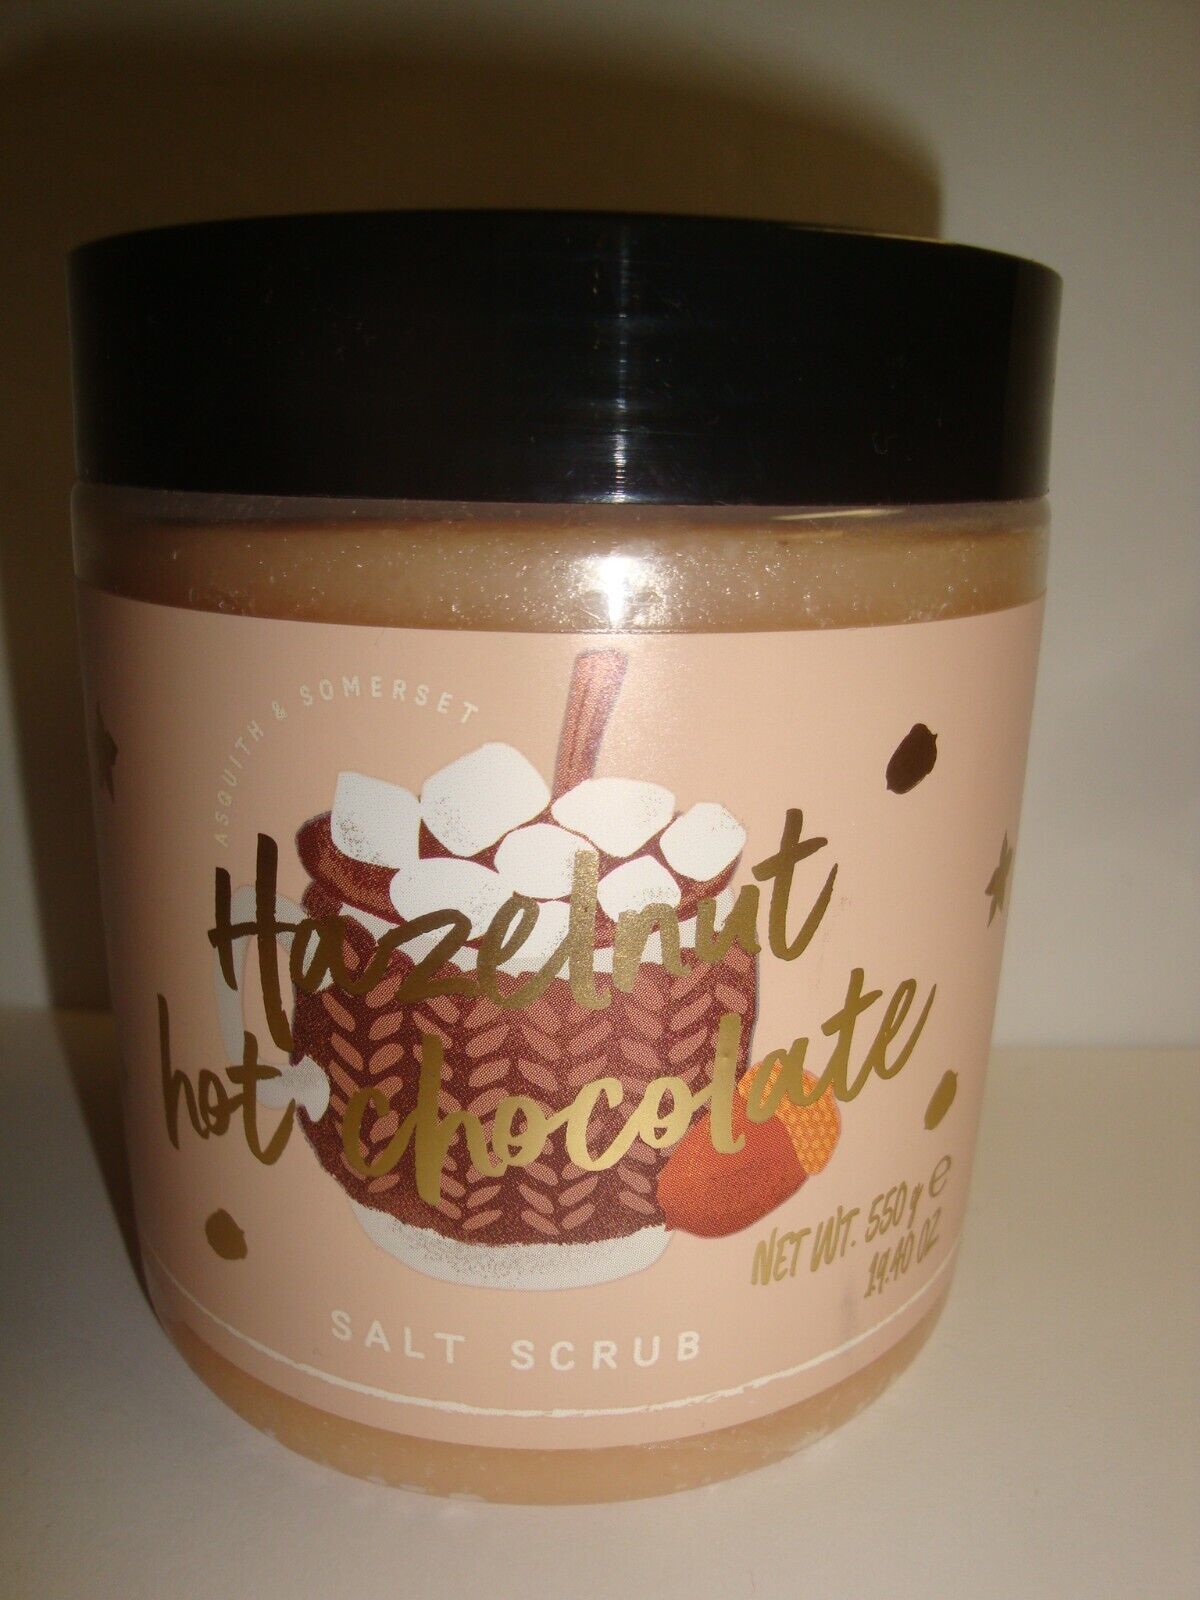 ASQUITH & SOMERSET
Hazelnut
hot chocolate
NET WT. 550 g e
19.40 OZ
SALT SCRUB